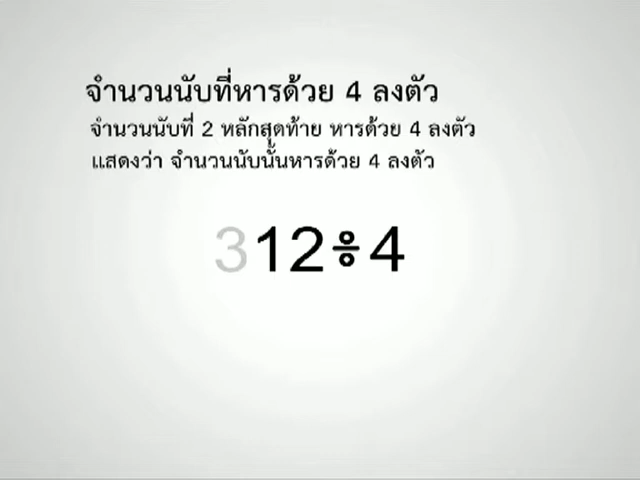 จำนวนนับที่หารด้วย 4 ลงตัว
จำนวนนับที่ 2 หลักสุดท้าย หารด้วย 4 ลงตัว
แสดงว่า จำนวนนับนั้นหารด้วย 4 ลงตัว
312÷4